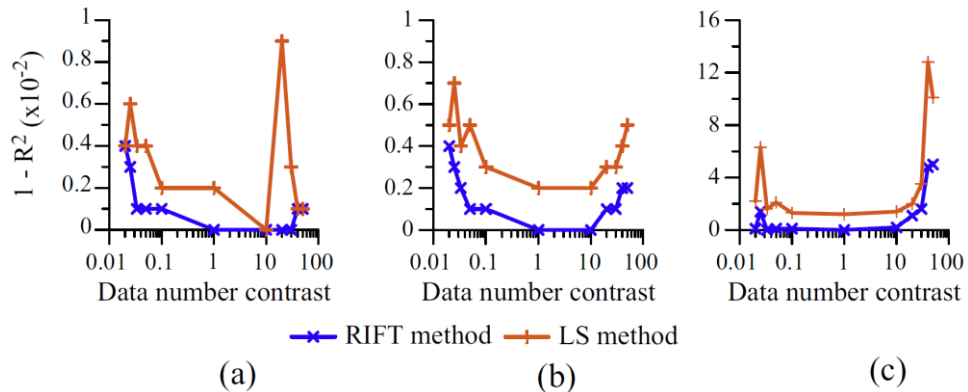 1
0.8
0.6
0.4
0.2
0
1 - R² (x10⁻²)
0.01 0.1 1 10 100
Data number contrast
1
0.8
0.6
0.4
0.2
0
0.01 0.1 1 10 100
Data number contrast
16
12
8
4
0
0.01 0.1 1 10 100
Data number contrast
RIFT method LS method
(a) (b) (c)